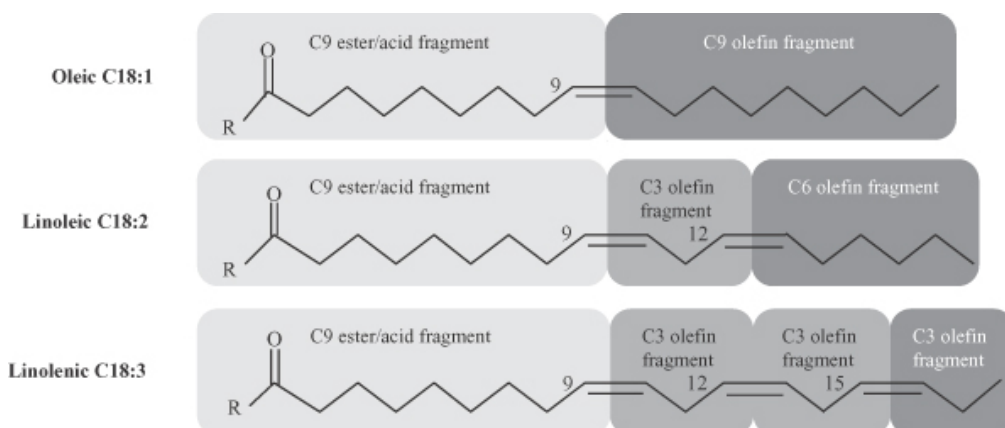 C9 ester/acid fragment
C9 olefin fragment
Oleic C18:1
O
9
R
C9 ester/acid fragment
C3 olefin
fragment
C6 olefin fragment
Linoleic C18:2
O
9
12
R
C9 ester/acid fragment
C3 olefin
fragment
C3 olefin
fragment
C3 olefin
fragment
Linolenic C18:3
O
9
12
15
R